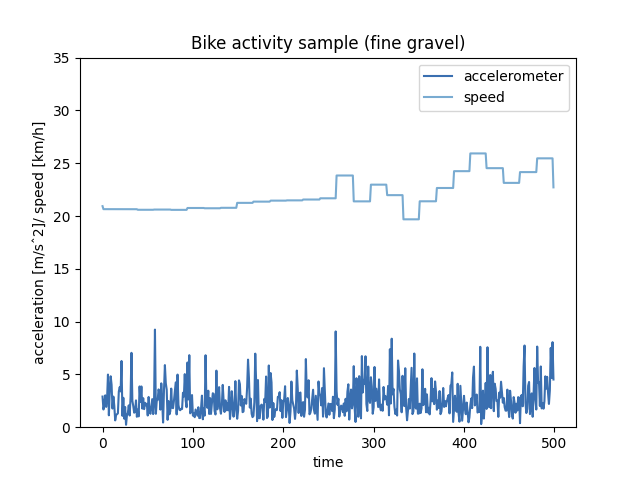 Bike activity sample (fine gravel)
accelerometer
speed
acceleration [m/sˆ2]/ speed [km/h]
35
30
25
20
15
10
5
0
0 100 200 300 400 500
time